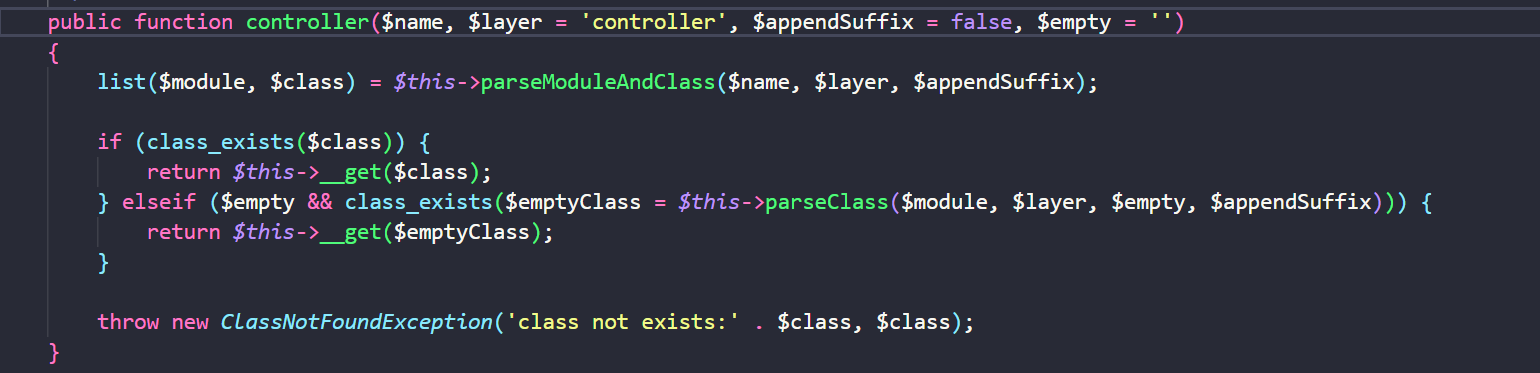 public function controller($name, $layer = 'controller', $appendSuffix = false, $empty = '')
{
    list($module, $class) = $this->parseModuleAndClass($name, $layer, $appendSuffix);

    if (class_exists($class)) {
        return $this->__get($class);
    } elseif ($empty && class_exists($emptyClass = $this->parseClass($module, $layer, $empty, $appendSuffix))) {
        return $this->__get($emptyClass);
    }

    throw new ClassNotFoundException('class not exists:' . $class, $class);
}